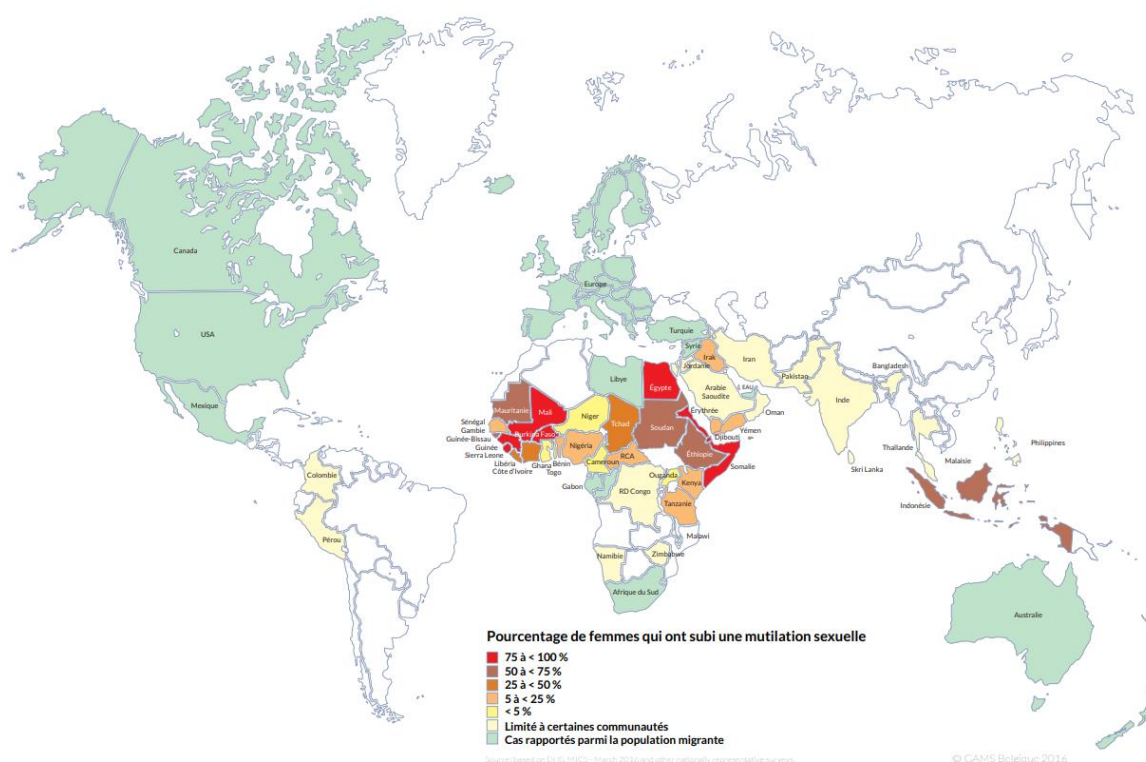 Canada
USA
Mexique
Colombie
Pérou
Europe
Turquie
Syrie
Irak
Iran
Jordanie
Pakistan
Bangladesh
Libye
Égypte
Arabie
Saoudite
EAU
Inde
Oman
Mauritanie
Mali
Niger
Tchad
Soudan
Érythrée
Yémen
Sénégal
Gambie
Guinée-Bissau
Guinée
Sierra Leone
Libéria
Côte d'Ivoire
Burkina Faso
Ghana
Togo
Bénin
Nigéria
Cameroun
RCA
Éthiopie
Djibouti
Somalie
Thaïlande
Philippines
Skri Lanka
Malaisie
Indonésie
Gabon
RD Congo
Ouganda
Kenya
Tanzanie
Malawi
Namibie
Zimbabwe
Afrique du Sud
Australie
Pourcentage de femmes qui ont subi une mutilation sexuelle
75 à < 100 %
50 à < 75 %
25 à < 50 %
5 à < 25 %
< 5 %
Limité à certaines communautés
Cas rapportés parmi la population migrante
© GAMS Belgique 2016